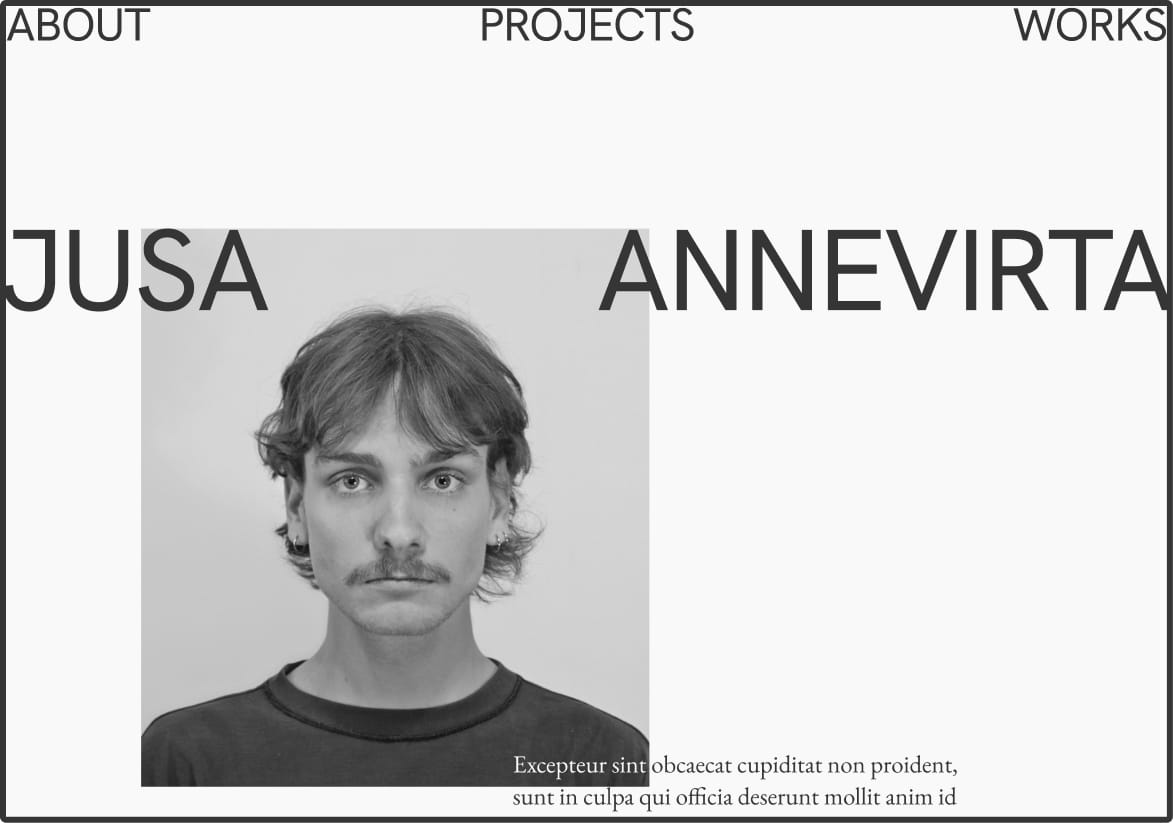 ABOUT PROJECTS WORKS
JUSA ANNEVIRTA
Excepteur sint obcaecat cupiditat non proident,
sunt in culpa qui officia deserunt mollit anim id